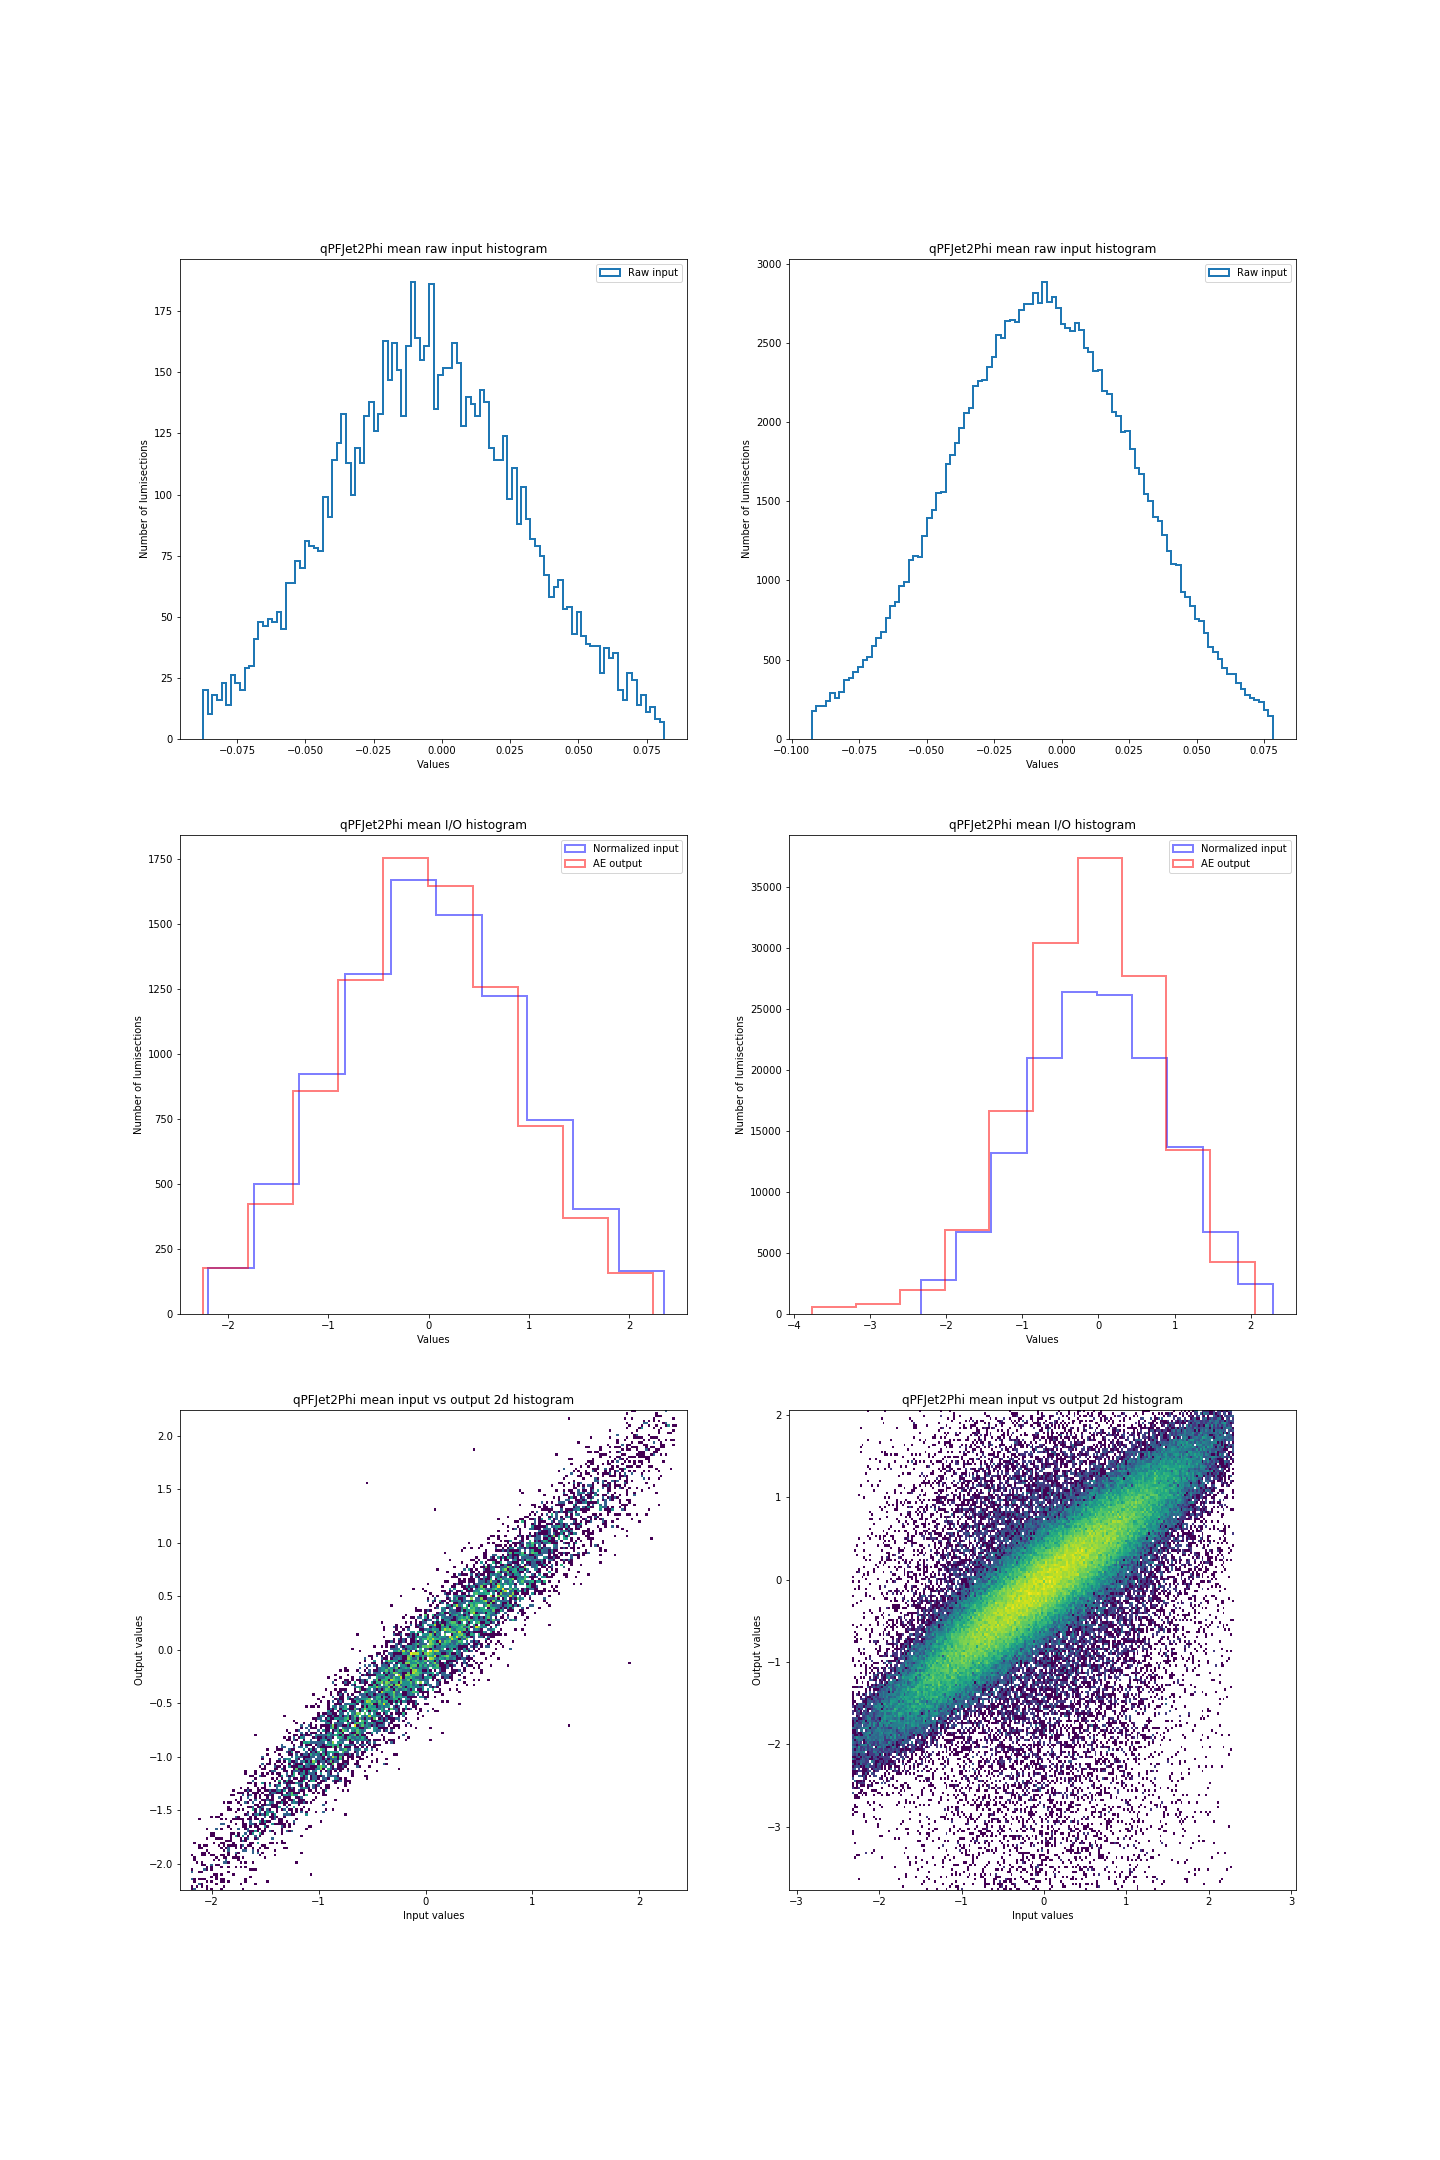 qPFJet2Phi mean raw input histogram
Raw input
175
150
125
100
75
50
25
0
Number of lumisections
−0.075 −0.050 −0.025 0.000 0.025 0.050 0.075
Values
qPFJet2Phi mean raw input histogram
Raw input
3000
2500
2000
1500
1000
500
0
Number of lumisections
−0.100 −0.075 −0.050 −0.025 0.000 0.025 0.050 0.075
Values
qPFJet2Phi mean I/O histogram
Normalized input
AE output
1750
1500
1250
1000
750
500
250
0
Number of lumisections
−2 −1 0 1 2
Values
qPFJet2Phi mean I/O histogram
Normalized input
AE output
35000
30000
25000
20000
15000
10000
5000
0
Number of lumisections
−4 −3 −2 −1 0 1 2
Values
qPFJet2Phi mean input vs output 2d histogram
2.0
1.5
1.0
0.5
0.0
−0.5
−1.0
−1.5
−2.0
Output values
−2 −1 0 1 2
Input values
qPFJet2Phi mean input vs output 2d histogram
2
1
0
−1
−2
−3
Output values
−3 −2 −1 0 1 2 3
Input values